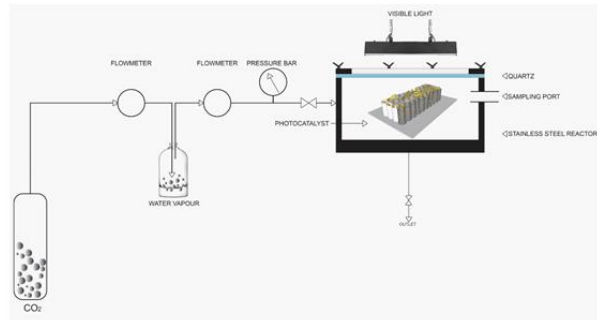 VISIBLE LIGHT
FLOWMETER
FLOWMETER
PRESSURE BAR
QUARTZ
SAMPLING PORT
PHOTOCATALYST
STAINLESS STEEL REACTOR
WATER VAPOUR
OUTLET
CO₂